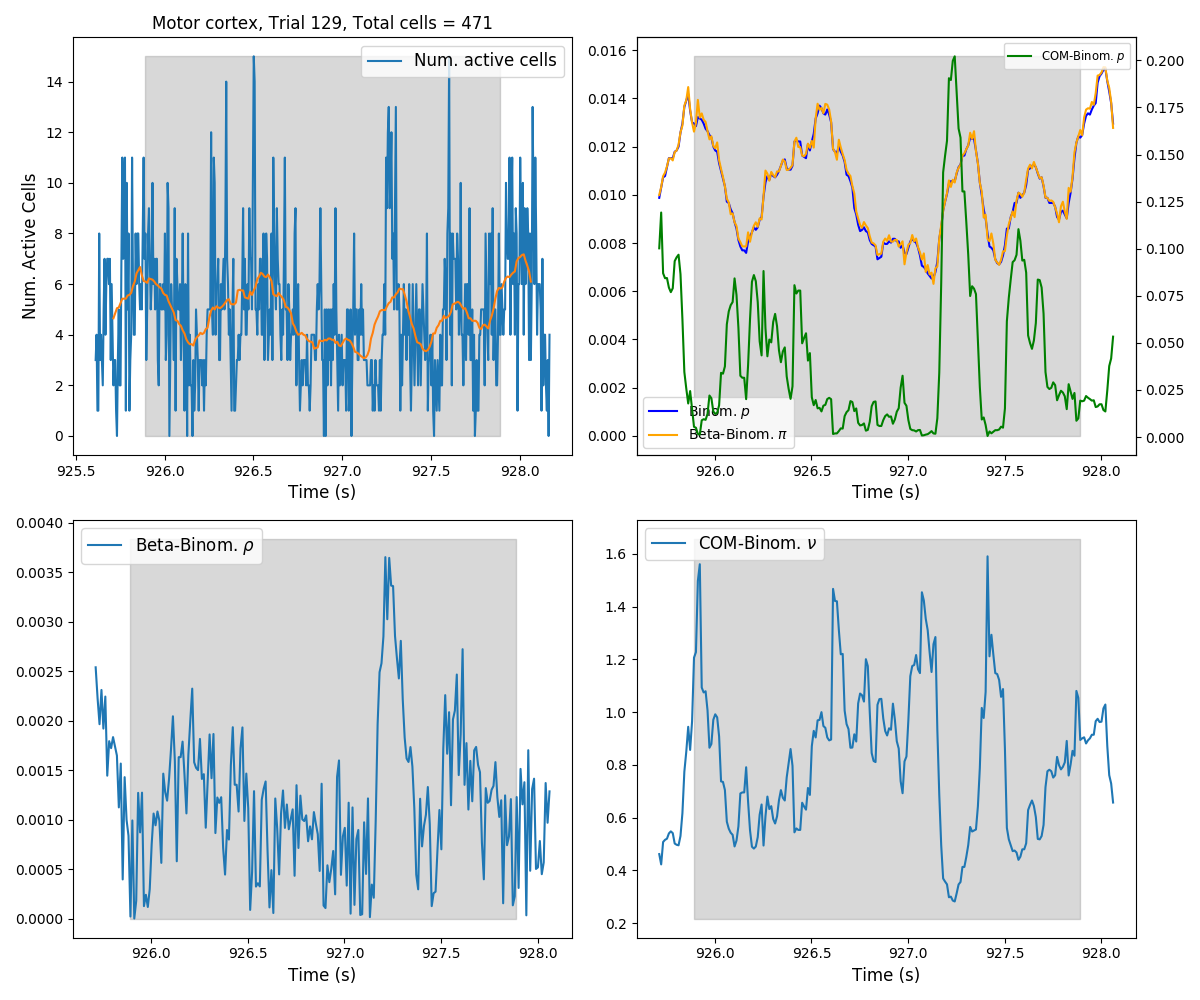 Motor cortex, Trial 129, Total cells = 471
Num. active cells
Num. Active Cells
14
12
10
8
6
4
2
0
925.5 926.0 926.5 927.0 927.5 928.0
Time (s)
COM-Binom. p
Binom. p
Beta-Binom. π
0.016
0.014
0.012
0.010
0.008
0.006
0.004
0.002
0.000
0.200
0.175
0.150
0.125
0.100
0.075
0.050
0.025
0.000
926.0 926.5 927.0 927.5 928.0
Time (s)
Beta-Binom. ρ
0.0040
0.0035
0.0030
0.0025
0.0020
0.0015
0.0010
0.0005
0.0000
926.0 926.5 927.0 927.5 928.0
Time (s)
COM-Binom. ν
1.6
1.4
1.2
1.0
0.8
0.6
0.4
0.2
926.0 926.5 927.0 927.5 928.0
Time (s)